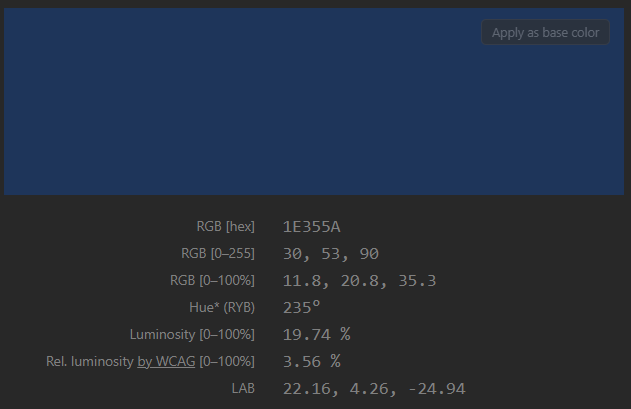 Apply as base color
RGB [hex] 1E355A
RGB [0–255] 30, 53, 90
RGB [0–100%] 11.8, 20.8, 35.3
Hue* (RYB) 235°
Luminosity [0–100%] 19.74 %
Rel. luminosity by WCAG [0–100%] 3.56 %
LAB 22.16, 4.26, -24.94